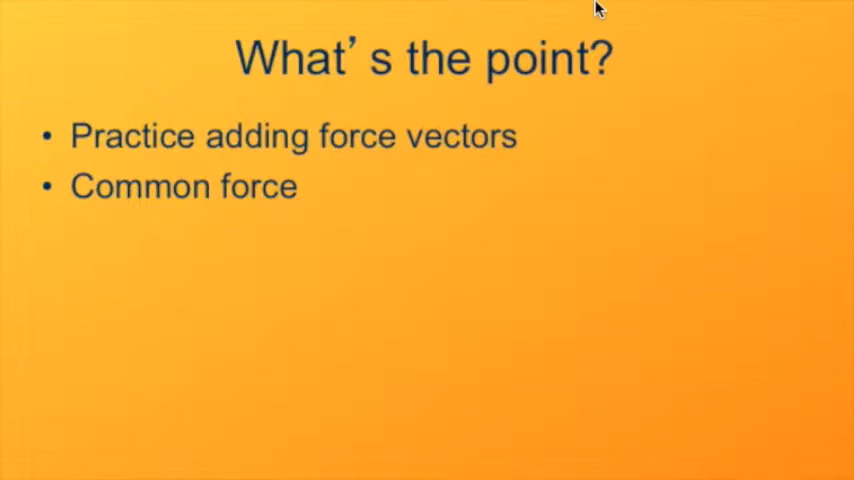 What's the point?
• Practice adding force vectors
• Common force